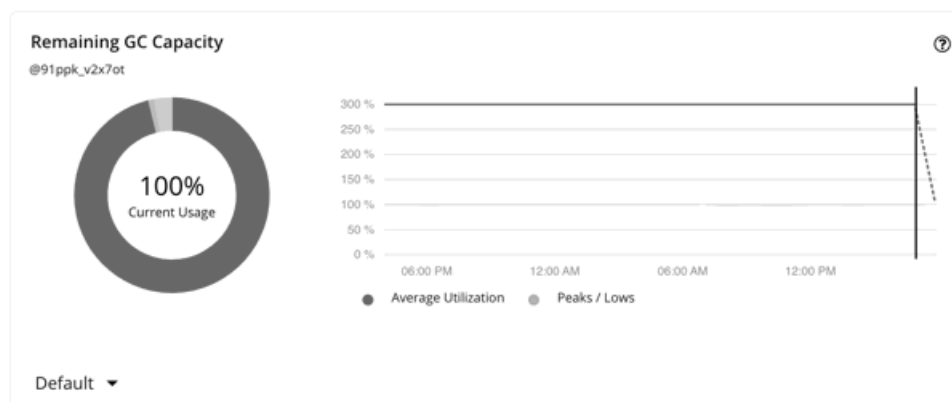 Remaining GC Capacity
@91ppk_v2x7ot
100%
Current Usage
300 %
250 %
200 %
150 %
100 %
50 %
0 %
06:00 PM 12:00 AM 06:00 AM 12:00 PM
Average Utilization Peaks / Lows
Default